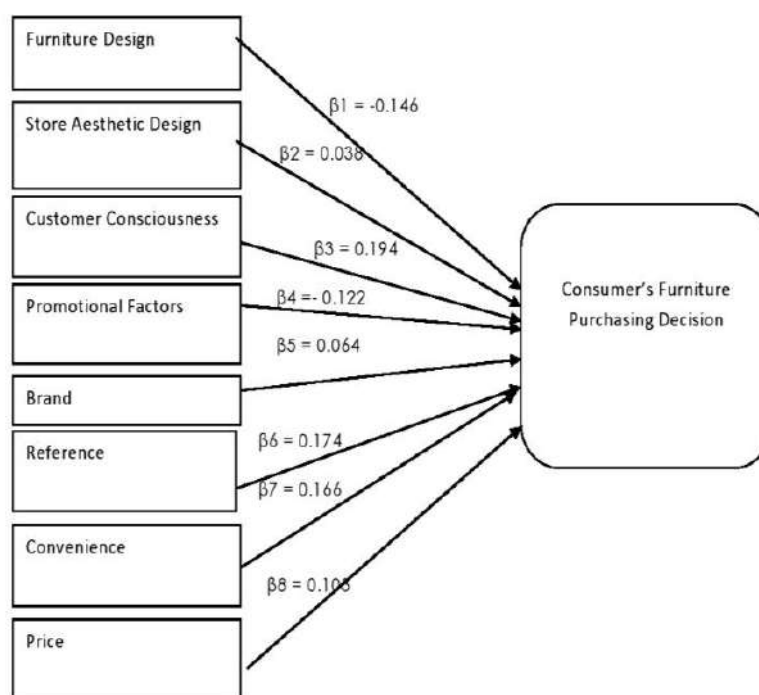 Furniture Design
β1 = -0.146
Store Aesthetic Design
β2 = 0.038
Customer Consciousness
β3 = 0.194
Promotional Factors
β4 =- 0.122
β5 = 0.064
Brand
Reference
β6 = 0.174
β7 = 0.166
Convenience
β8 =
Price
Consumer's Furniture
Purchasing Decision